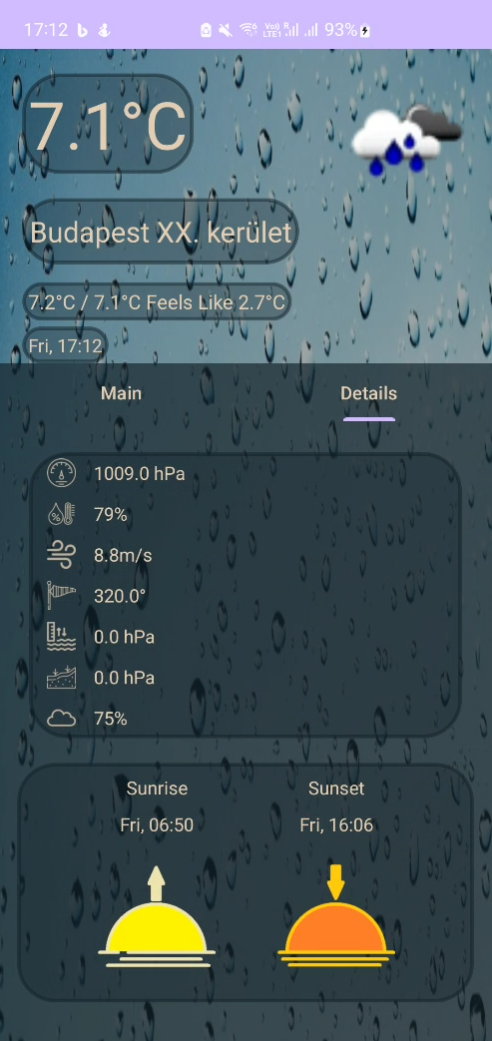 17:12 VoD R LTE1 93%
7.1°C
Budapest XX. kerület
7.2°C / 7.1°C Feels Like 2.7°C
Fri, 17:12
Main Details
1009.0 hPa
79%
8.8m/s
320.0°
0.0 hPa
0.0 hPa
75%
Sunrise Sunset
Fri, 06:50 Fri, 16:06